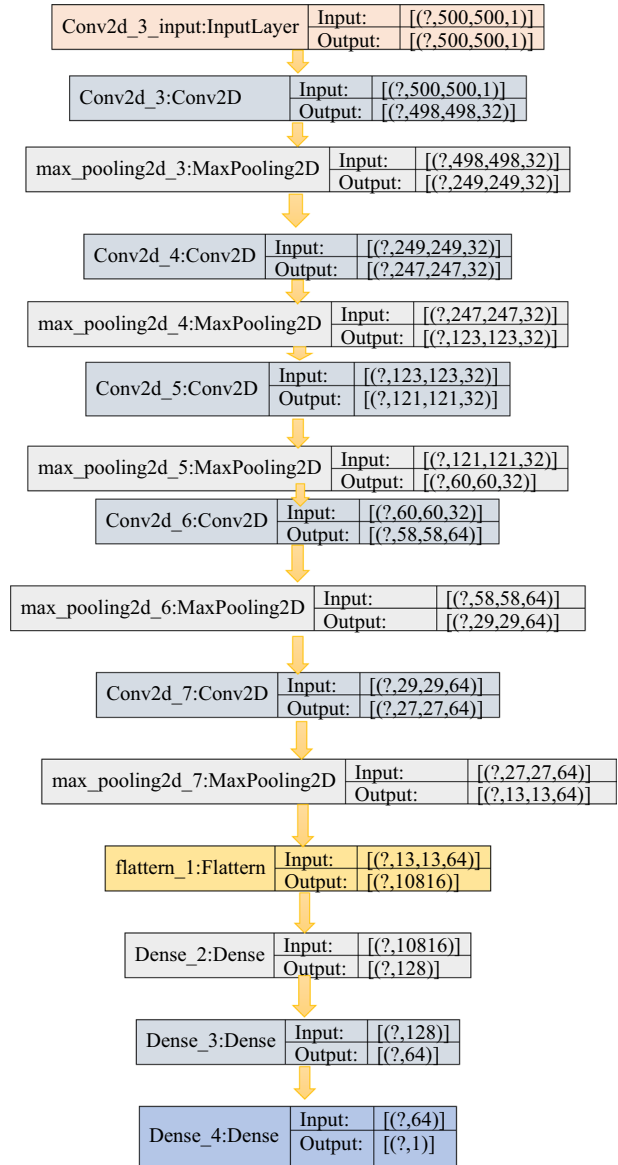 Conv2d_3_input:InputLayer Input: [(?,500,500,1)]
Output: [(?,500,500,1)]
Conv2d_3:Conv2D Input: [(?,500,500,1)]
Output: [(?,498,498,32)]
max_pooling2d_3:MaxPooling2D Input: [(?,498,498,32)]
Output: [(?,249,249,32)]
Conv2d_4:Conv2D Input: [(?,249,249,32)]
Output: [(?,247,247,32)]
max_pooling2d_4:MaxPooling2D Input: [(?,247,247,32)]
Output: [(?,123,123,32)]
Conv2d_5:Conv2D Input: [(?,123,123,32)]
Output: [(?,121,121,32)]
max_pooling2d_5:MaxPooling2D Input: [(?,121,121,32)]
Output: [(?,60,60,32)]
Conv2d_6:Conv2D Input: [(?,60,60,32)]
Output: [(?,58,58,64)]
max_pooling2d_6:MaxPooling2D Input: [(?,58,58,64)]
Output: [(?,29,29,64)]
Conv2d_7:Conv2D Input: [(?,29,29,64)]
Output: [(?,27,27,64)]
max_pooling2d_7:MaxPooling2D Input: [(?,27,27,64)]
Output: [(?,13,13,64)]
flattern_1:Flattern Input: [(?,13,13,64)]
Output: [(?,10816)]
Dense_2:Dense Input: [(?,10816)]
Output: [(?,128)]
Dense_3:Dense Input: [(?,128)]
Output: [(?,64)]
Dense_4:Dense Input: [(?,64)]
Output: [(?,1)]